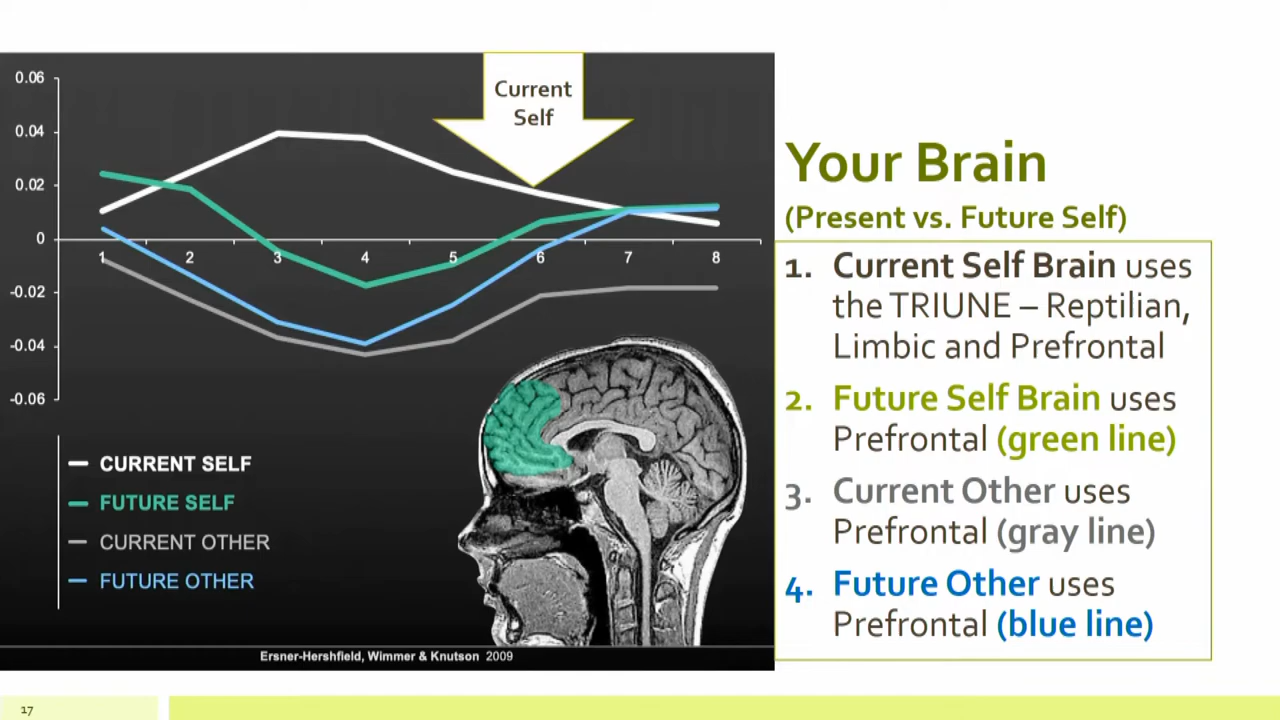 0.06
0.04
0.02
0
-0.02
-0.04
-0.06
1 2 3 4 5 6 7 8
Current
Self
CURRENT SELF
FUTURE SELF
CURRENT OTHER
FUTURE OTHER
Ersner-Hershfield, Wimmer & Knutson 2009
Your Brain
(Present vs. Future Self)
1. Current Self Brain uses
the TRIUNE – Reptilian,
Limbic and Prefrontal
2. Future Self Brain uses
Prefrontal (green line)
3. Current Other uses
Prefrontal (gray line)
4. Future Other uses
Prefrontal (blue line)
17